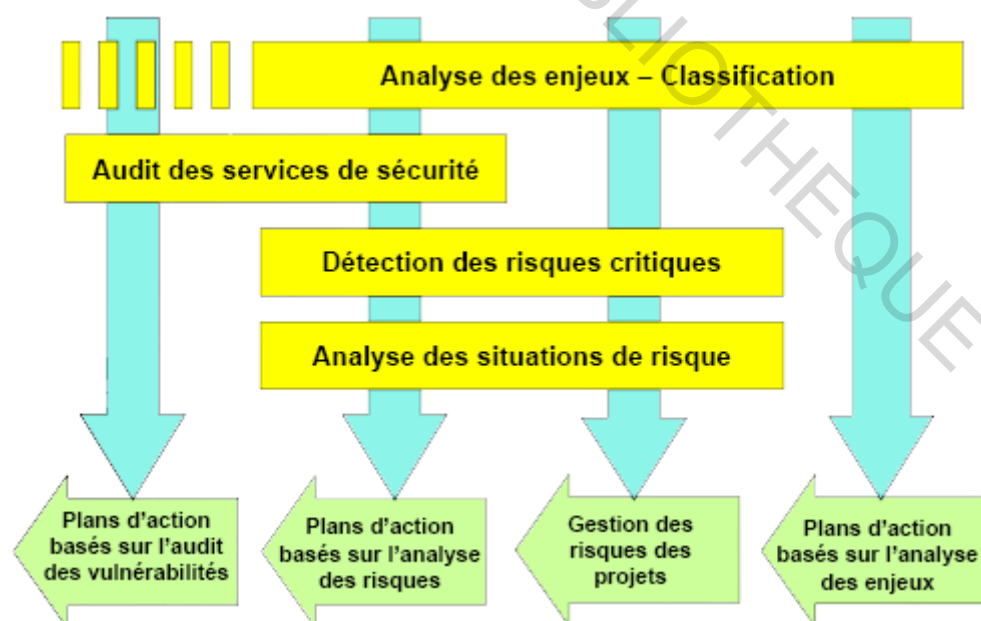 Analyse des enjeux – Classification
Audit des services de sécurité
Détection des risques critiques
Analyse des situations de risque
Plans d’action
basés sur l’audit
des vulnérabilités
Plans d’action
basés sur l’analyse
des risques
Gestion des
risques des
projets
Plans d’action
basés sur l’analyse
des enjeux